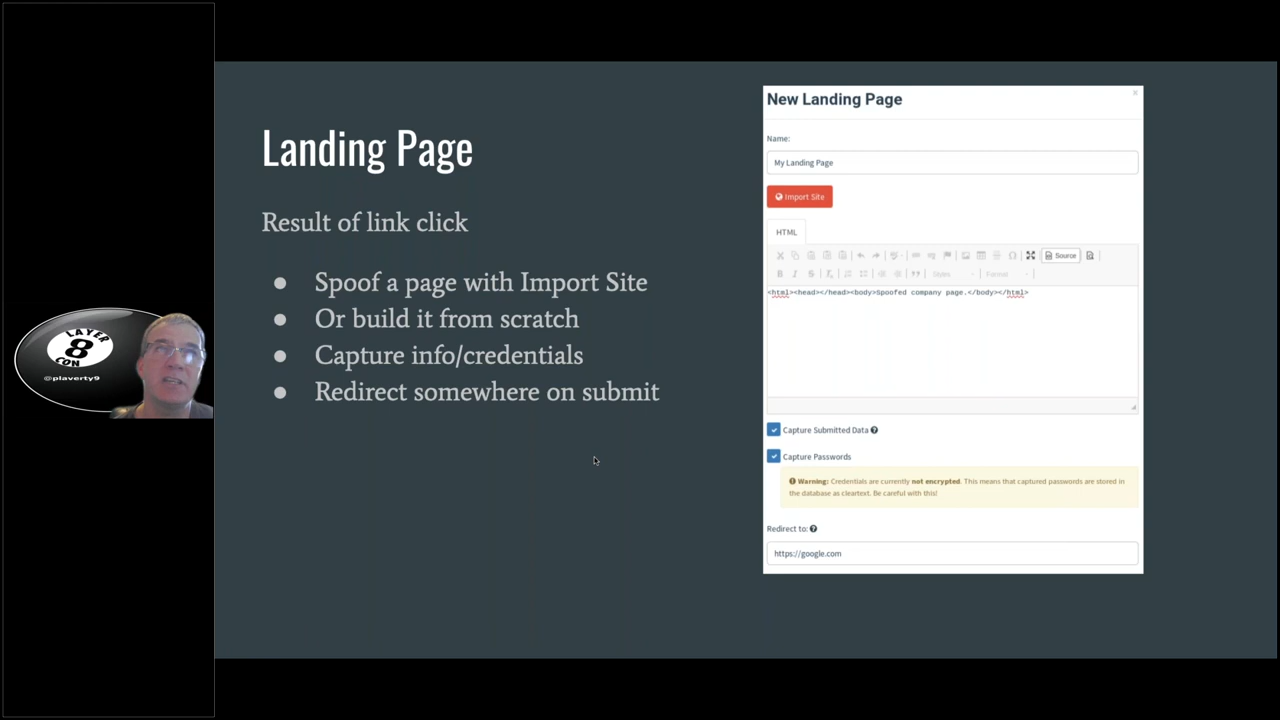 LAYER
8
CON
@plaverty9
Landing Page
Result of link click
● Spoof a page with Import Site
● Or build it from scratch
● Capture info/credentials
● Redirect somewhere on submit
New Landing Page
×
Name:
My Landing Page
Import Site
HTML
Source
Styles
Format
<html><head></head><body>Spoofed company page.</body></html>
Capture Submitted Data
Capture Passwords
Warning: Credentials are currently not encrypted. This means that captured passwords are stored in
the database as cleartext. Be careful with this!
Redirect to:
https://google.com